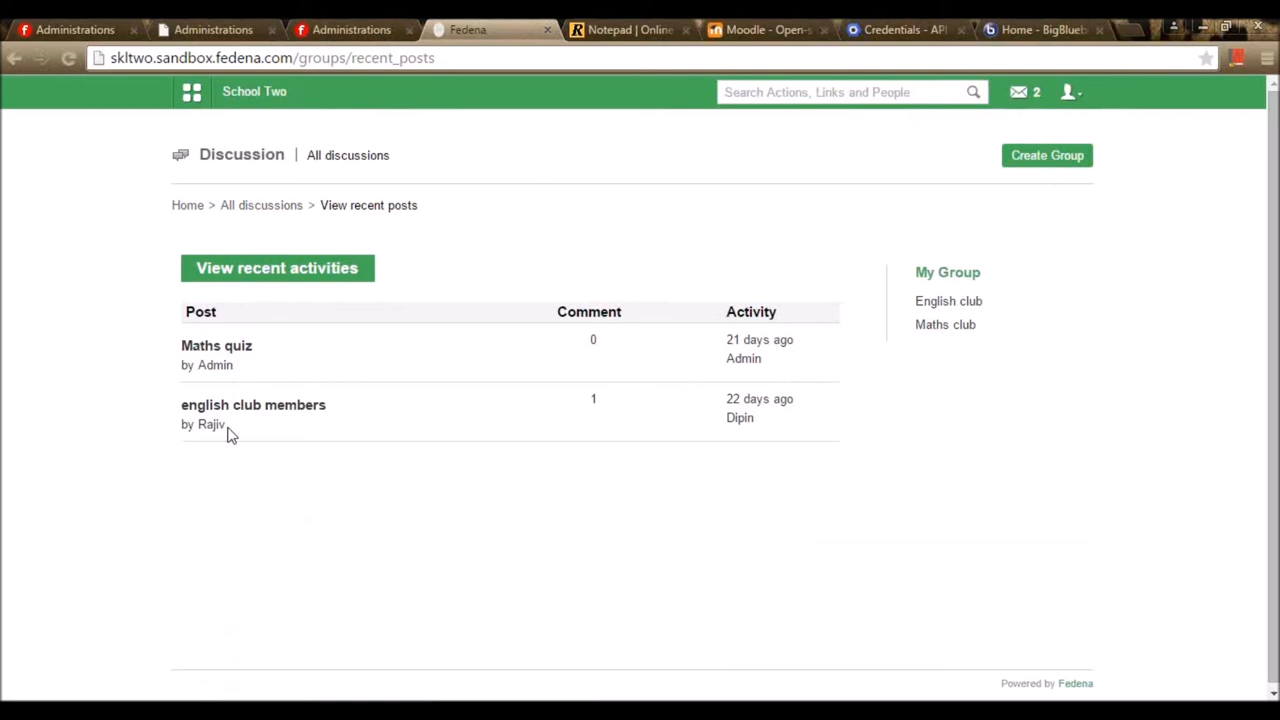 Administrations
Administrations
Administrations
Fedena
Notepad | Online
Moodle - Open-s
Credentials - API
Home - BigBlueb
skltwo.sandbox.fedena.com/groups/recent_posts
School Two
Search Actions, Links and People
2
Discussion | All discussions
Create Group
Home > All discussions > View recent posts
View recent activities
Post Comment Activity
Maths quiz 0 21 days ago
by Admin Admin
english club members 1 22 days ago
by Rajiv Dipin
My Group
English club
Maths club
Powered by Fedena